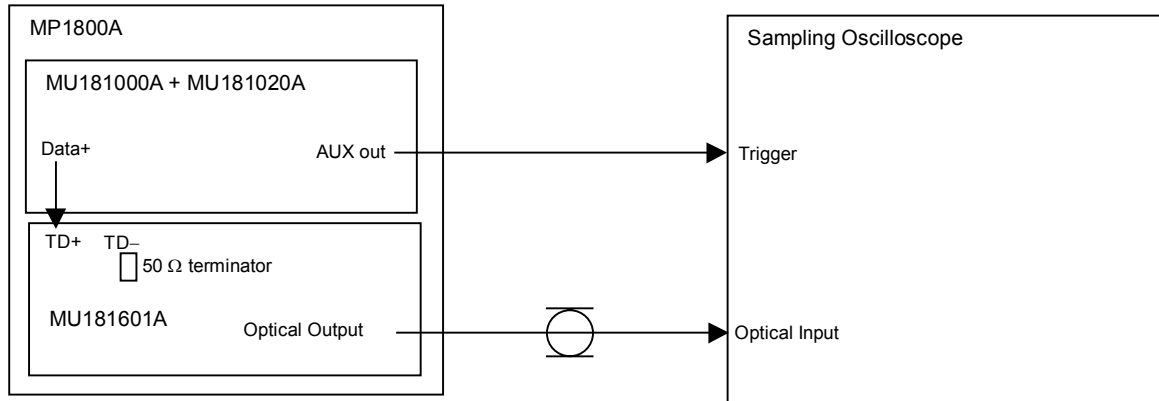 MP1800A
Sampling Oscilloscope
MU181000A + MU181020A
Data+
AUX out
Trigger
TD+
TD−
50 Ω terminator
MU181601A
Optical Output
Optical Input